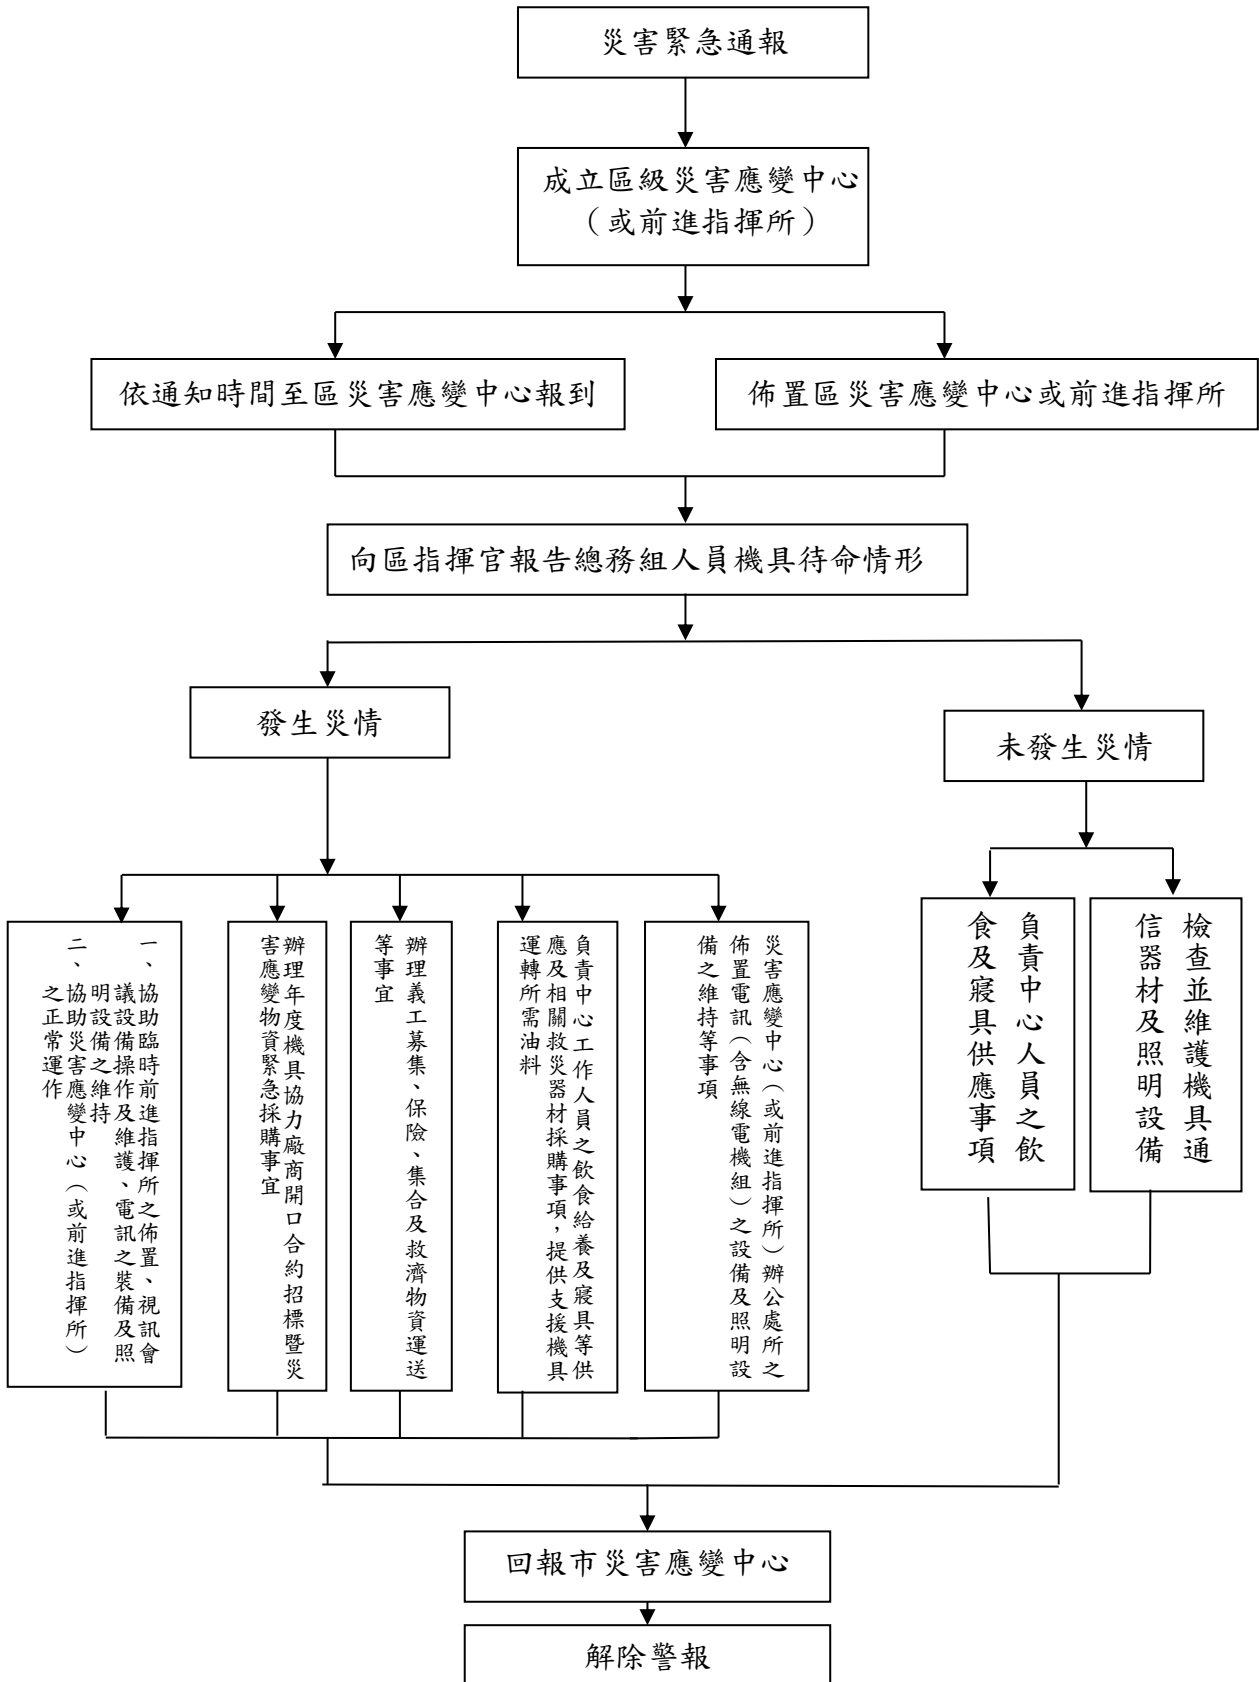 災害緊急通報
成立區級災害應變中心
（或前進指揮所）
依通知時間至區災害應變中心報到
佈置區災害應變中心或前進指揮所
向區指揮官報告總務組人員機具待命情形
發生災情
未發生災情
一、協助臨時前進指揮所之佈置、視訊會
議設備操作及維護、電訊之裝備及照
明設備之維持
二、協助災害應變中心（或前進指揮所）
之正常運作
辦理年度機具協力廠商開口合約招標暨災
害應變物資緊急採購事宜
辦理義工募集、保險、集合及救濟物資運送
等事宜
負責中心工作人員之飲食給養及寢具等供
應及相關救災器材採購事項，提供支援機具
運轉所需油料
災害應變中心（或前進指揮所）辦公處所之
佈置電訊（含無線電機組）之設備及照明設
備之維持等事項
負責中心人員之飲
食及寢具供應事項
檢查並維護機具通
信器材及照明設備
回報市災害應變中心
解除警報